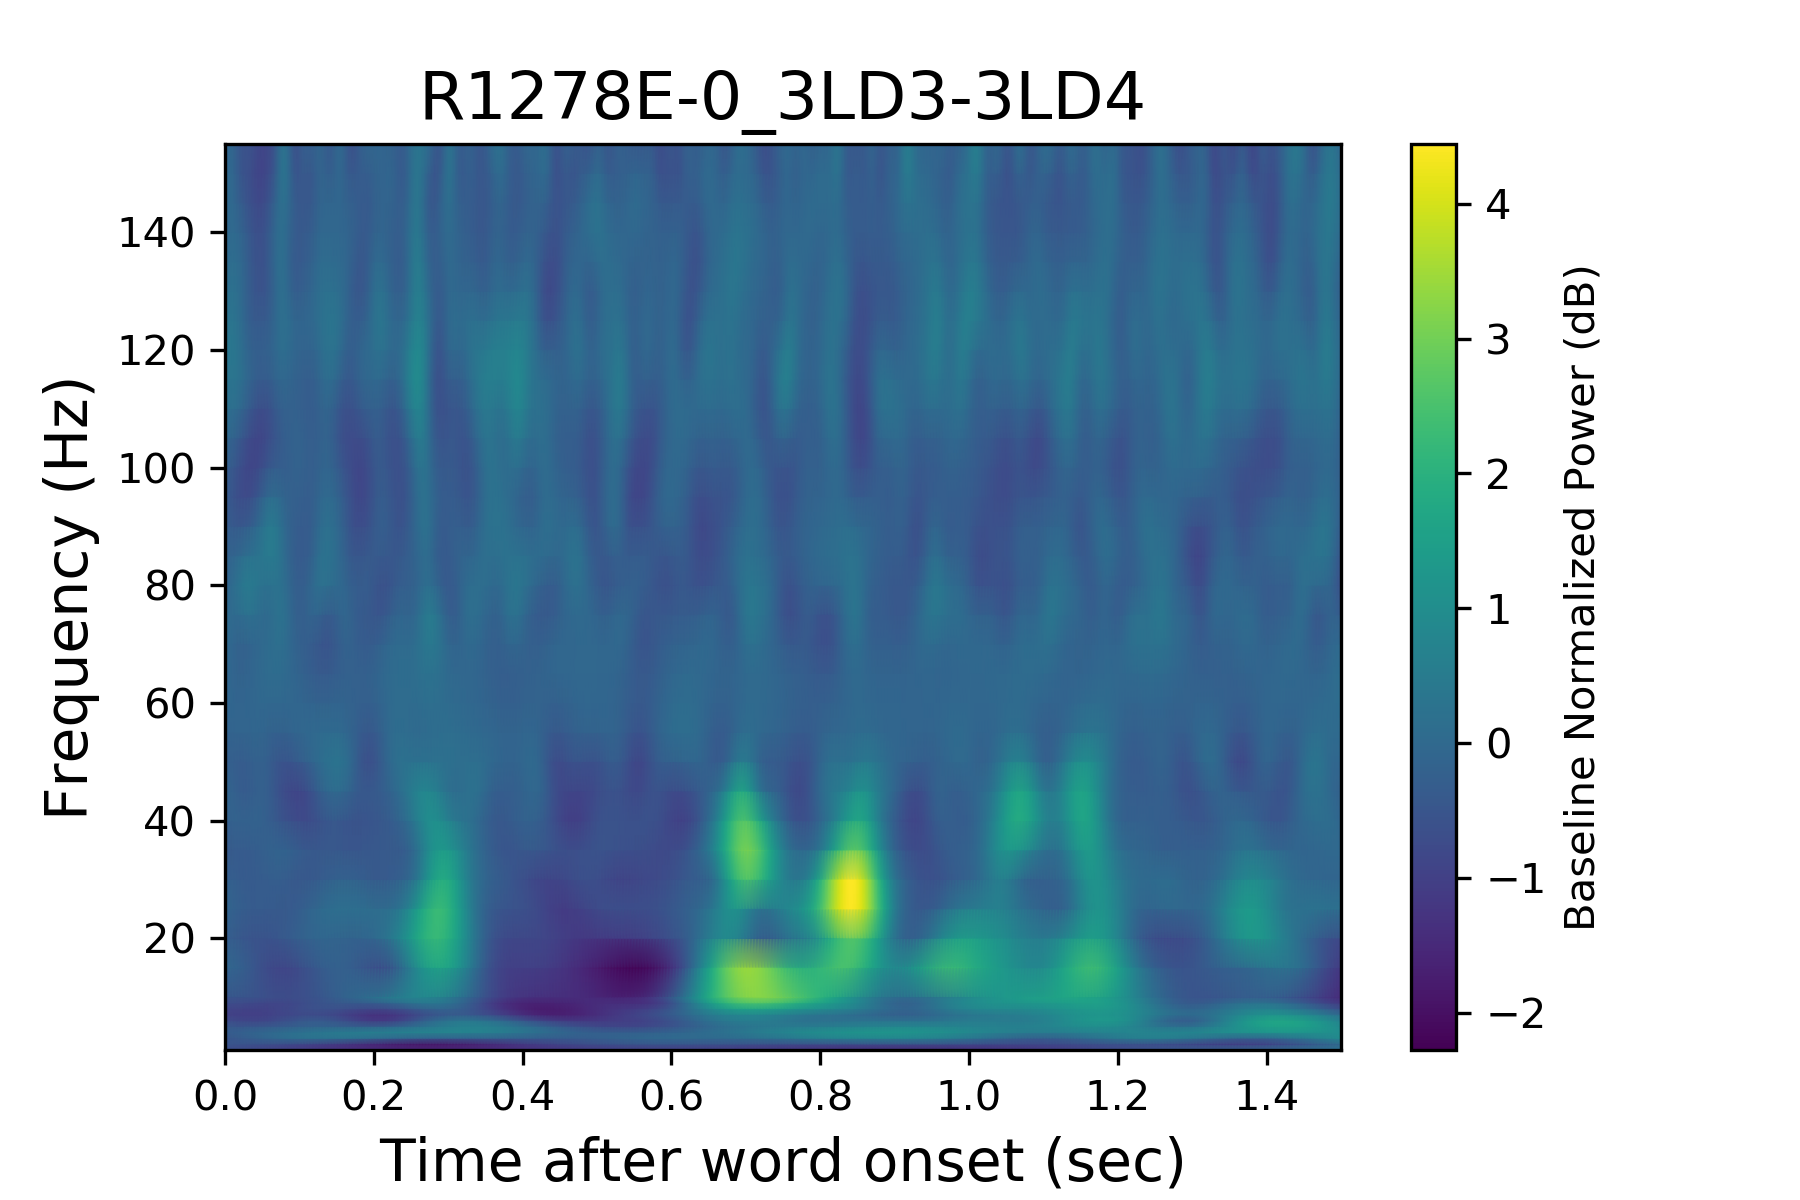 R1278E-0_3LD3-3LD4
Frequency (Hz)
140
120
100
80
60
40
20
0.0 0.2 0.4 0.6 0.8 1.0 1.2 1.4
Time after word onset (sec)
4
3
2
1
0
−1
−2
Baseline Normalized Power (dB)